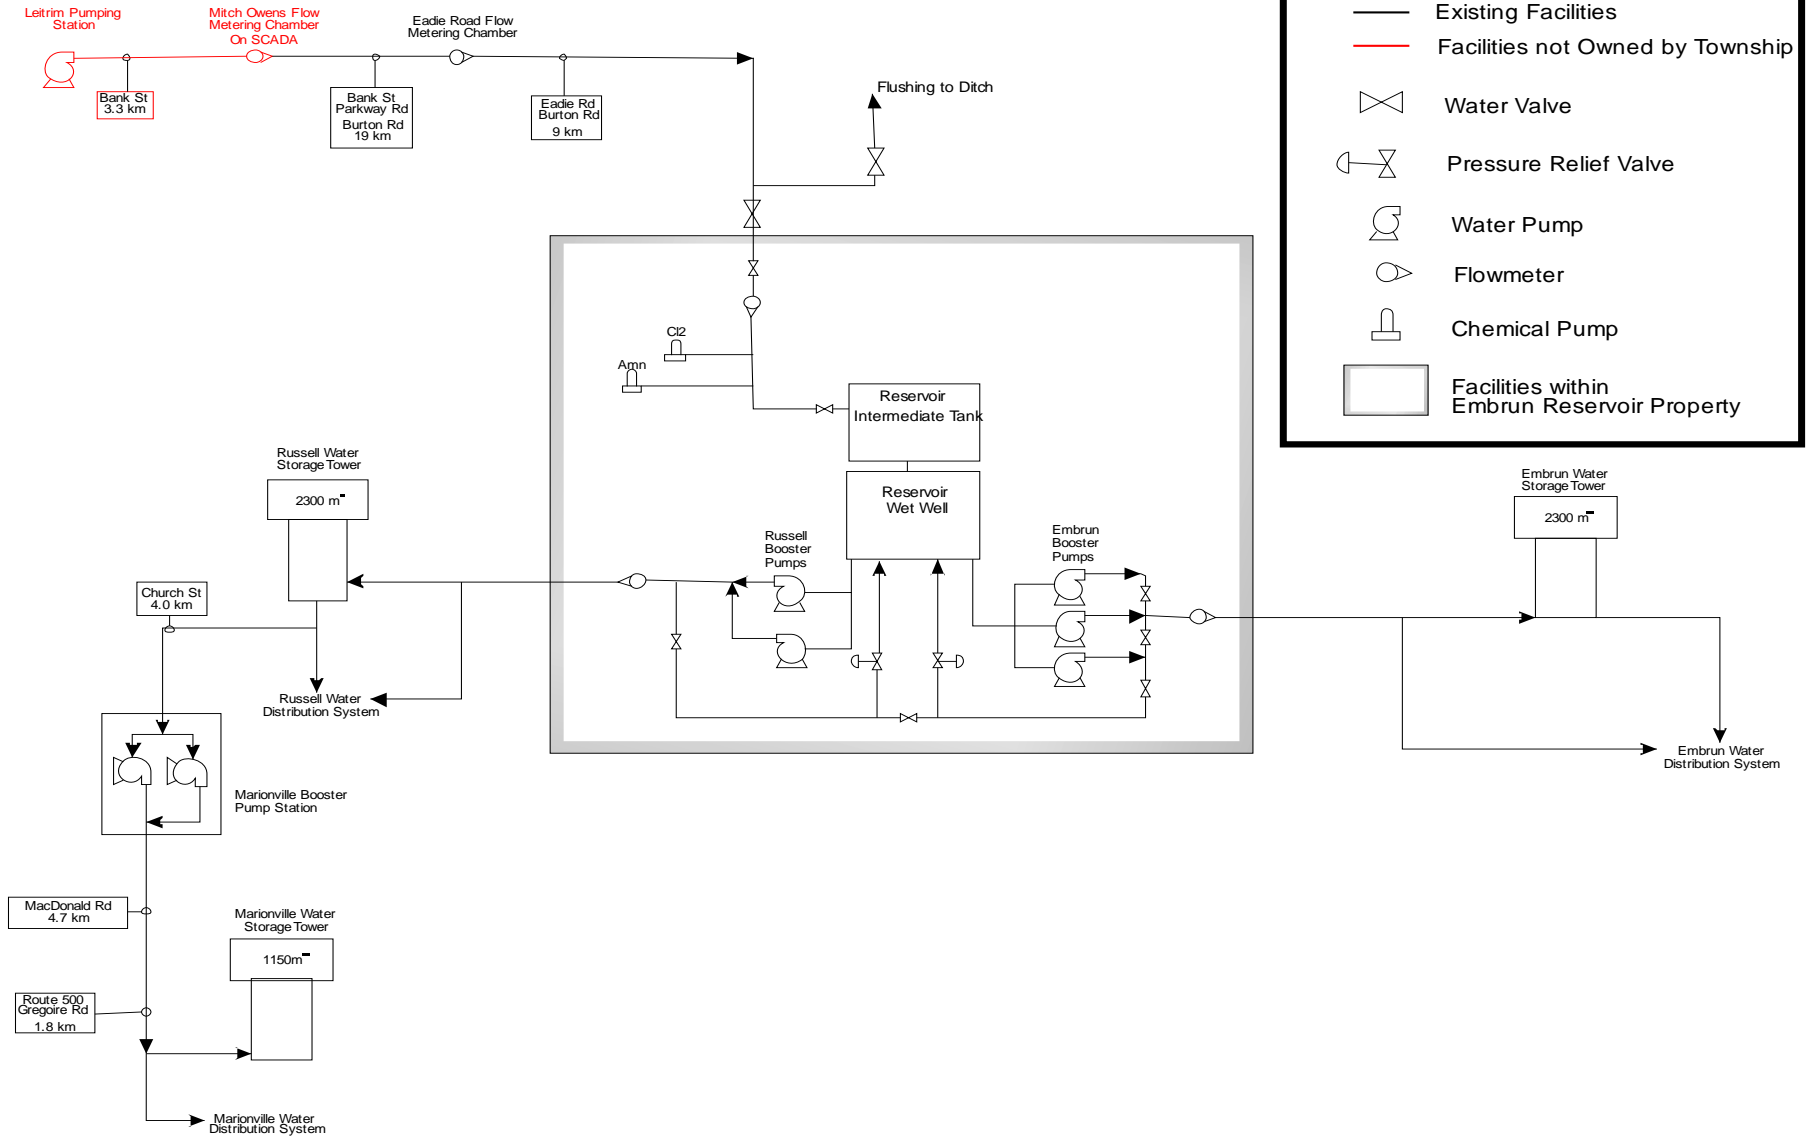 Leitrim Pumping
Station
Mitch Owens Flow
Metering Chamber
On SCADA
Eadie Road Flow
Metering Chamber
Bank St
3.3 km
Bank St
Parkway Rd
Burton Rd
19 km
Eadie Rd
Burton Rd
9 km
Flushing to Ditch
Existing Facilities
Facilities not Owned by Township
Water Valve
Pressure Relief Valve
Water Pump
Flowmeter
Chemical Pump
Facilities within
Embrun Reservoir Property
Cl2
Amn
Reservoir
Intermediate Tank
Reservoir
Wet Well
Russell
Booster
Pumps
Embrun
Booster
Pumps
Russell Water
Storage Tower
2300 m
Embrun Water
Storage Tower
2300 m
Church St
4.0 km
Russell Water
Distribution System
Embrun Water
Distribution System
Marionville Booster
Pump Station
MacDonald Rd
4.7 km
Marionville Water
Storage Tower
1150m
Route 500
Gregoire Rd
1.8 km
Marionville Water
Distribution System